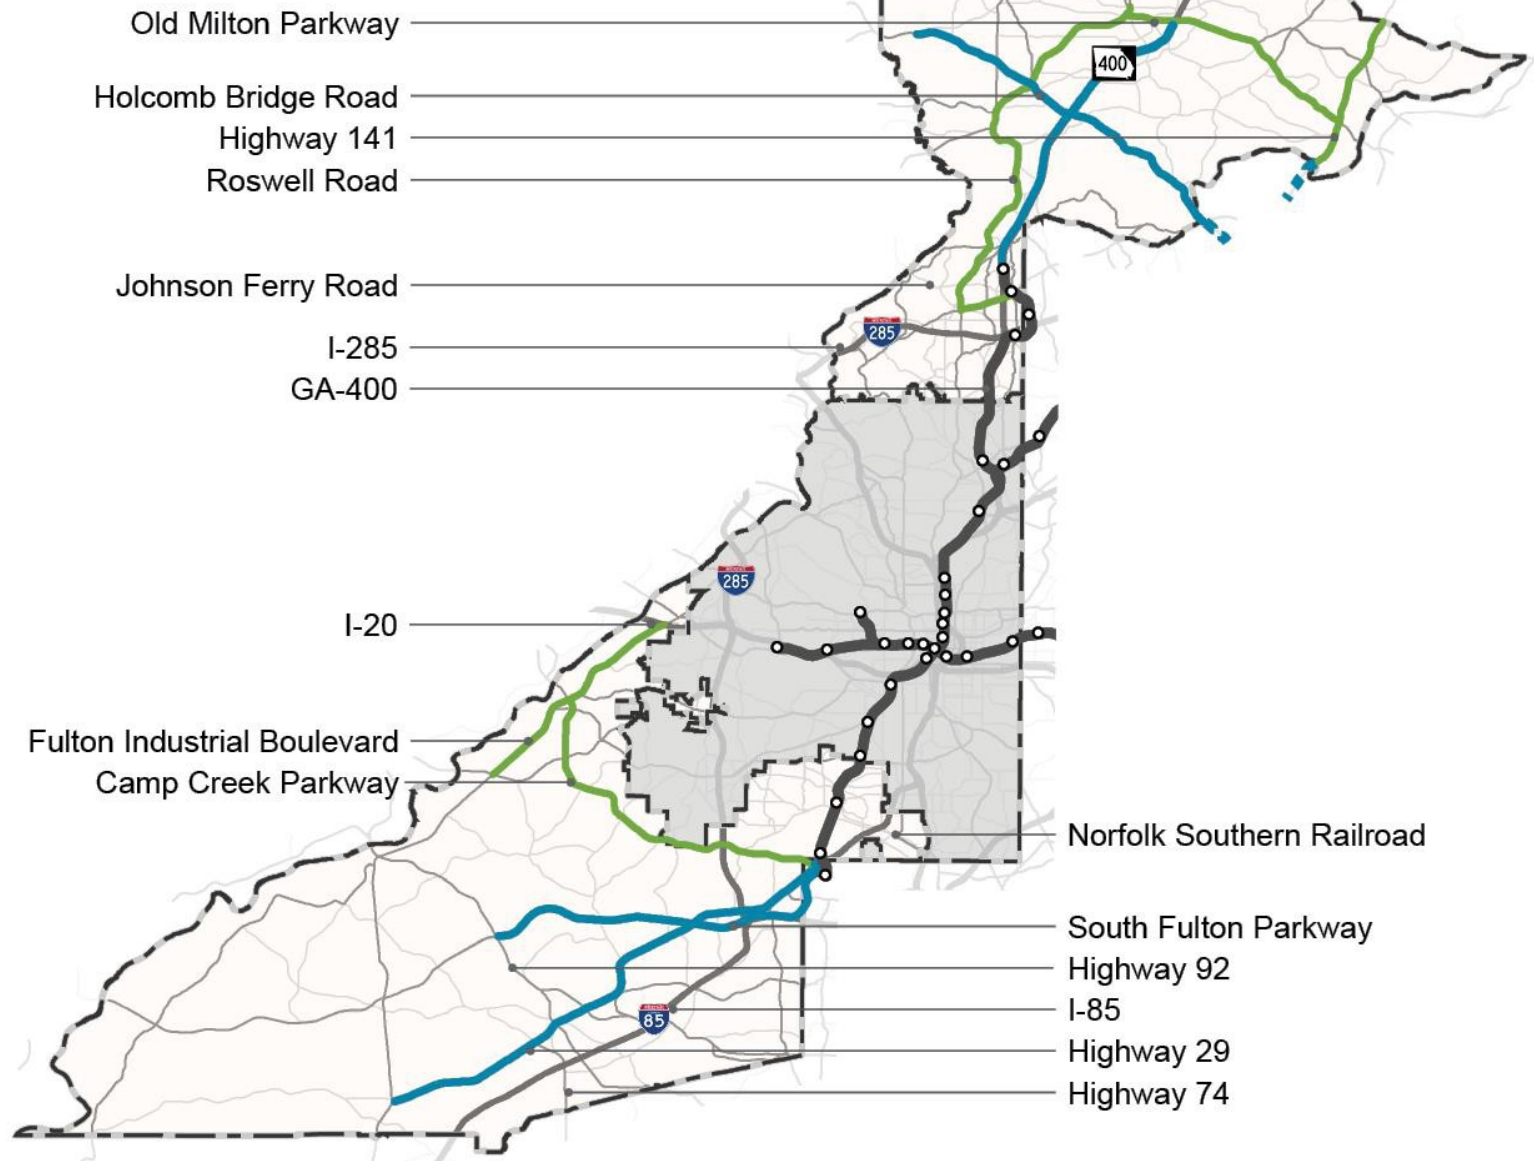 Old Milton Parkway
400
Holcomb Bridge Road
Highway 141
Roswell Road
Johnson Ferry Road
285
I-285
GA-400
285
I-20
Fulton Industrial Boulevard
Camp Creek Parkway
Norfolk Southern Railroad
South Fulton Parkway
Highway 92
I-85
85
Highway 29
Highway 74